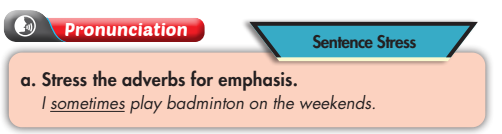 Pronunciation
Sentence Stress
a. Stress the adverbs for emphasis.
I sometimes play badminton on the weekends.